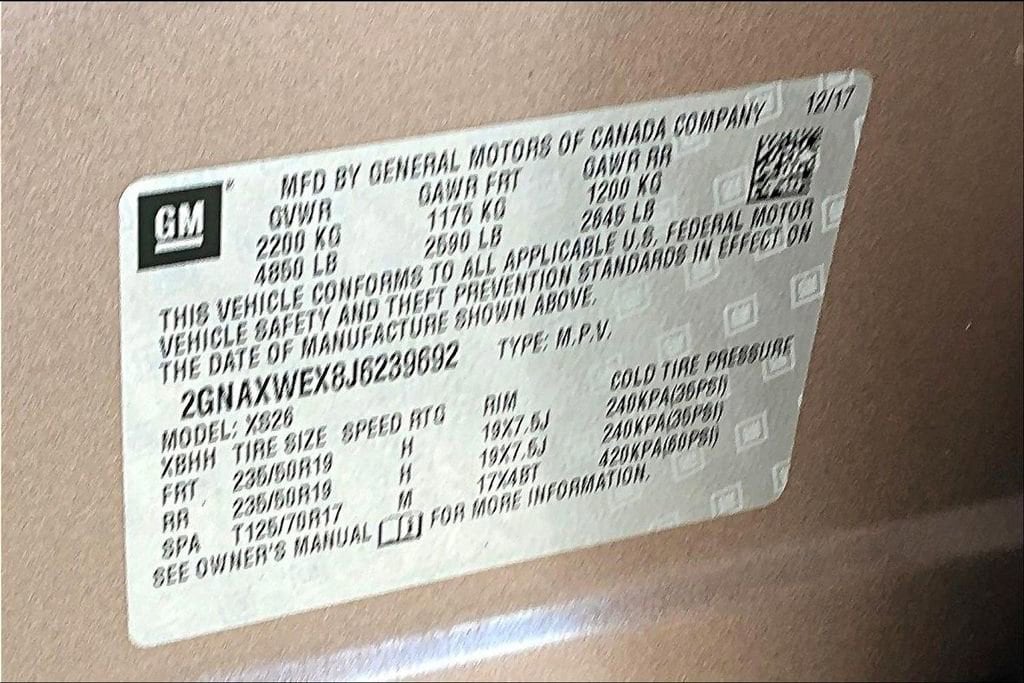 GM
12/17
MFD BY GENERAL MOTORS OF CANADA COMPANY
GVWR GAWR FRT GAWR RR
2200 KG 1175 KG 1200 KG
4850 LB 2590 LB 2645 LB
THIS VEHICLE CONFORMS TO ALL APPLICABLE U.S. FEDERAL MOTOR
VEHICLE SAFETY AND THEFT PREVENTION STANDARDS IN EFFECT ON
THE DATE OF MANUFACTURE SHOWN ABOVE.
2GNAXWEX8J6239692 TYPE: M.P.V.
MODEL: XS26
XBHH TIRE SIZE SPEED RTG RIM COLD TIRE PRESSURE
FRT 235/50R19 H 19X7.5J 240KPA(35PSI)
RR 235/50R19 H 19X7.5J 240KPA(35PSI)
SPA T125/70R17 M 17X4BT 420KPA(60PSI)
SEE OWNER'S MANUAL FOR MORE INFORMATION.